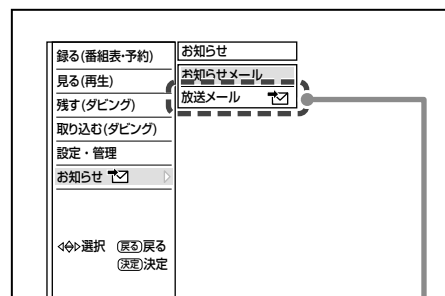 録る(番組表・予約)
見る(再生)
残す(ダビング)
取り込む(ダビング)
設定・管理
お知らせ
選択 戻る戻る
決定決定
お知らせ
お知らせメール
放送メール